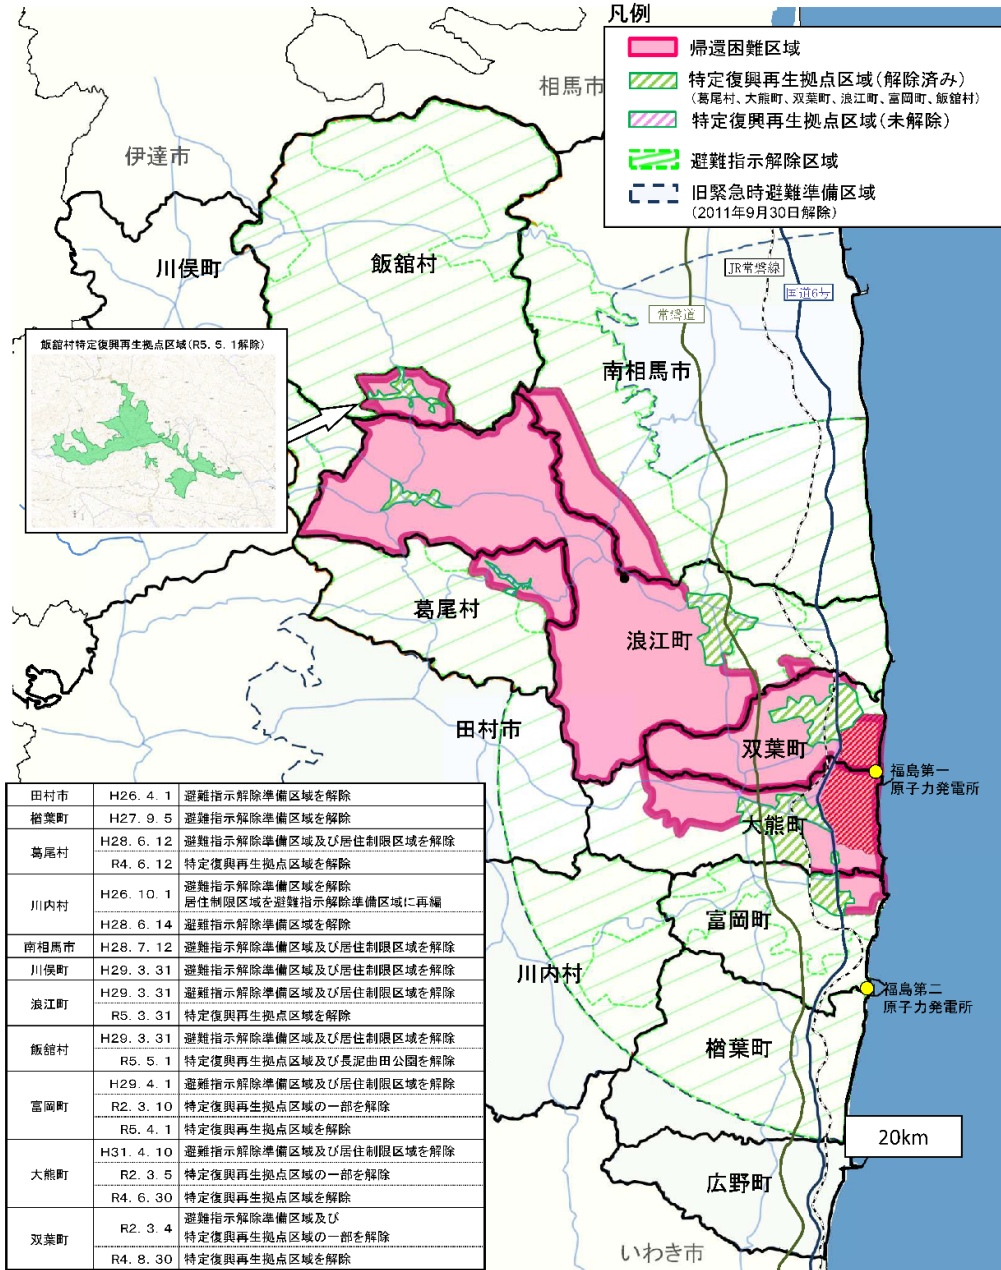 凡例
帰還困難区域
特定復興再生拠点区域(解除済み)
(葛尾村、大熊町、双葉町、浪江町、富岡町、飯舘村)
特定復興再生拠点区域(未解除)
避難指示解除区域
旧緊急時避難準備区域
(2011年9月30日解除)
相馬市
伊達市
川俣町
飯舘村
JR常磐線
国道6号
常磐道
飯舘村特定復興再生拠点区域(R5.5.1解除)
南相馬市
葛尾村
浪江町
田村市
双葉町
福島第一
原子力発電所
大熊町
富岡町
川内村
福島第二
原子力発電所
楢葉町
20km
広野町
いわき市
田村市 H26.4.1 避難指示解除準備区域を解除
楢葉町 H27.9.5 避難指示解除準備区域を解除
葛尾村 H28.6.12 避難指示解除準備区域及び居住制限区域を解除
R4.6.12 特定復興再生拠点区域を解除
川内村 H26.10.1 避難指示解除準備区域を解除
居住制限区域を避難指示解除準備区域に再編
H28.6.14 避難指示解除準備区域を解除
南相馬市 H28.7.12 避難指示解除準備区域及び居住制限区域を解除
川俣町 H29.3.31 避難指示解除準備区域及び居住制限区域を解除
浪江町 H29.3.31 避難指示解除準備区域及び居住制限区域を解除
R5.3.31 特定復興再生拠点区域を解除
飯舘村 H29.3.31 避難指示解除準備区域及び居住制限区域を解除
R5.5.1 特定復興再生拠点区域及び長泥曲田公園を解除
富岡町 H29.4.1 避難指示解除準備区域及び居住制限区域を解除
R2.3.10 特定復興再生拠点区域の一部を解除
R5.4.1 特定復興再生拠点区域を解除
大熊町 H31.4.10 避難指示解除準備区域及び居住制限区域を解除
R2.3.5 特定復興再生拠点区域の一部を解除
R4.6.30 特定復興再生拠点区域を解除
双葉町 R2.3.4 避難指示解除準備区域及び
特定復興再生拠点区域の一部を解除
R4.8.30 特定復興再生拠点区域を解除